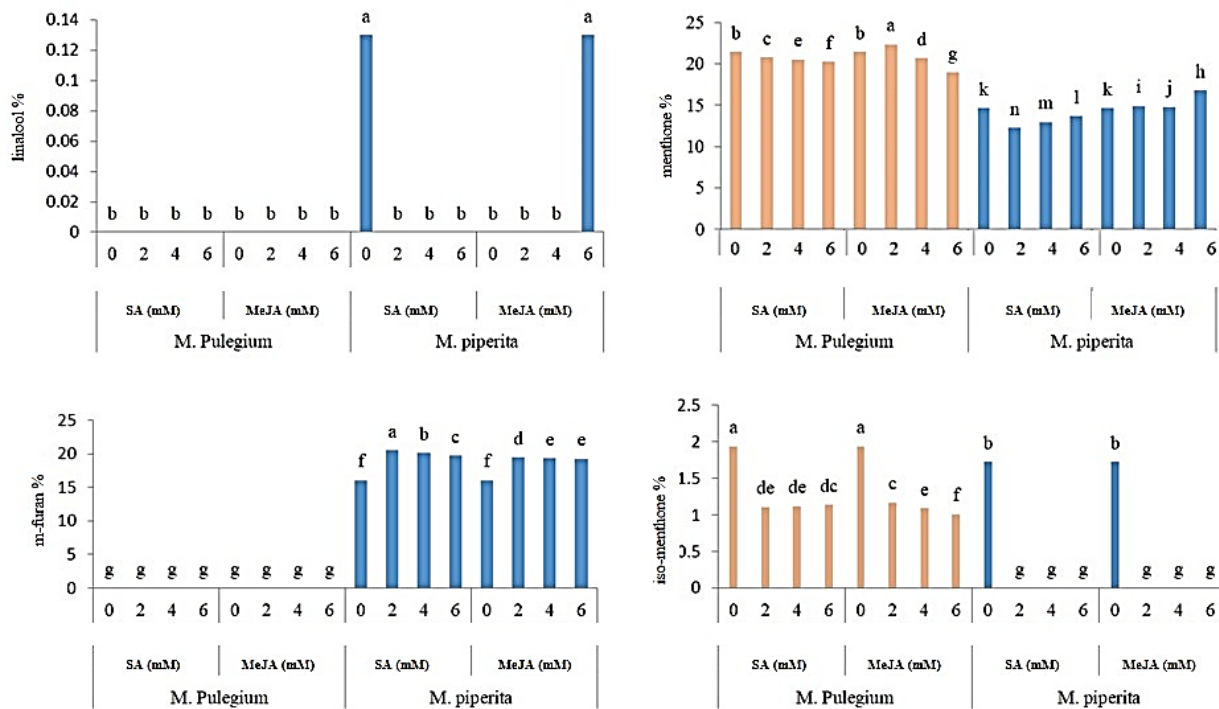 linalool %
0.14
0.12
0.1
0.08
0.06
0.04
0.02
0
b b b b b b b b a b b b b b b a
0 2 4 6 0 2 4 6 0 2 4 6 0 2 4 6
SA (mM) MeJA (mM) SA (mM) MeJA (mM)
M. Pulegium M. piperita
menthone %
25
20
15
10
5
0
b c e f b a d g k n m l k i j h
0 2 4 6 0 2 4 6 0 2 4 6 0 2 4 6
SA (mM) MeJA (mM) SA (mM) MeJA (mM)
M. Pulegium M. piperita
m-furan %
25
20
15
10
5
0
g g g g g g g g f a b c f d e e
0 2 4 6 0 2 4 6 0 2 4 6 0 2 4 6
SA (mM) MeJA (mM) SA (mM) MeJA (mM)
M. Pulegium M. piperita
iso-menthone %
2.5
2
1.5
1
0.5
0
a de de dc a c e f b g g g b g g g
0 2 4 6 0 2 4 6 0 2 4 6 0 2 4 6
SA (mM) MeJA (mM) SA (mM) MeJA (mM)
M. Pulegium M. piperita